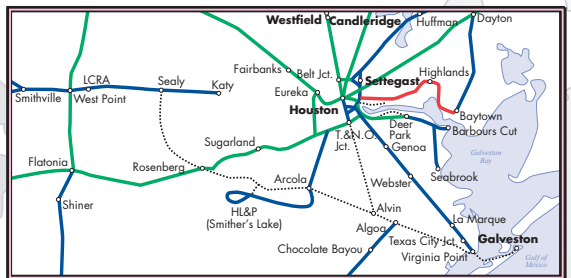 Westfield
Candleridge
Huffman
Dayton
Fairbanks
Belt Jct.
Settegast
Highlands
LCRA
Sealy
Katy
Eureka
Smithville
West Point
Houston
Baytown
Deer
Park
Barbours Cut
T.&N.O.
Jct.
Genoa
Sugarland
Galveston
Bay
Flatonia
Rosenberg
Arcola
Webster
Seabrook
Shiner
HL&P
(Smither's Lake)
Alvin
La Marque
Algoa
Texas City Jct.
Galveston
Chocolate Bayou
Virginia Point
Gulf of
Mexico